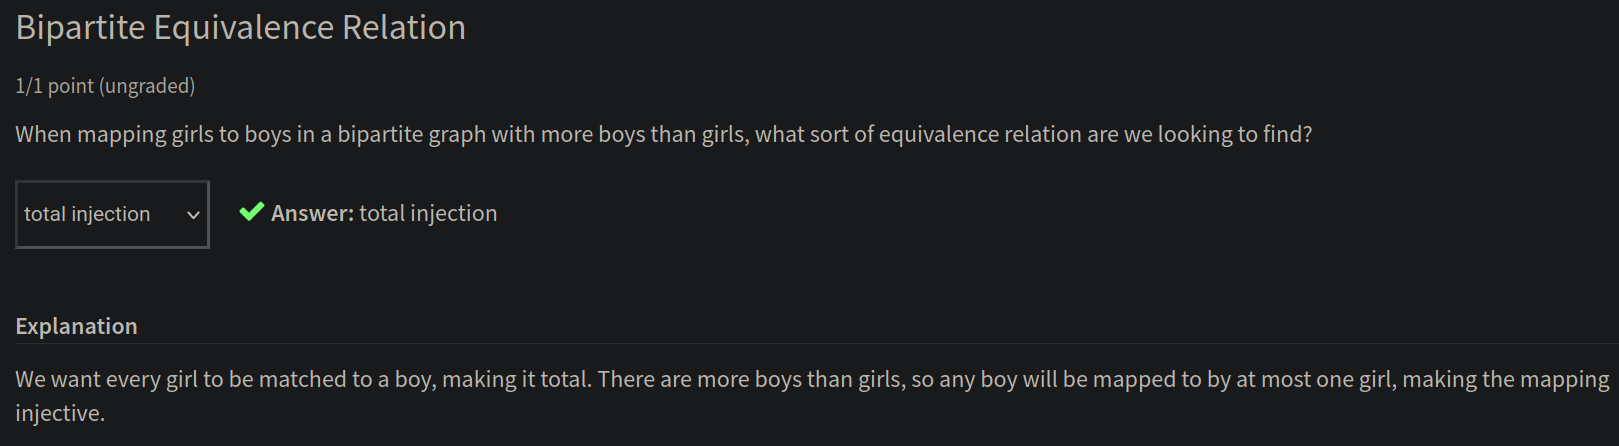 Bipartite Equivalence Relation
1/1 point (ungraded)
When mapping girls to boys in a bipartite graph with more boys than girls, what sort of equivalence relation are we looking to find?
total injection
Answer: total injection
Explanation
We want every girl to be matched to a boy, making it total. There are more boys than girls, so any boy will be mapped to by at most one girl, making the mapping
injective.